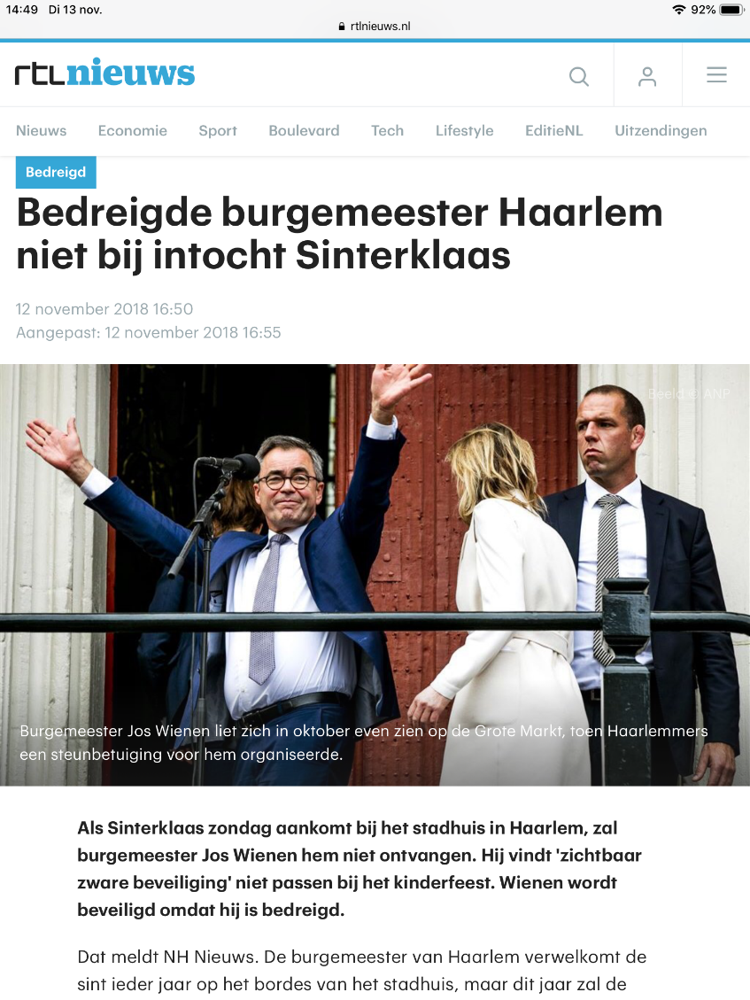 14:49 Di 13 nov.
92%
rtlnieuws.nl
rtlnieuws
Nieuws Economie Sport Boulevard Tech Lifestyle EditieNL Uitzendingen
Bedreigd
Bedreigde burgemeester Haarlem
niet bij intocht Sinterklaas
12 november 2018 16:50
Aangepast: 12 november 2018 16:55
Beeld © ANP
Burgemeester Jos Wienen liet zich in oktober even zien op de Grote Markt, toen Haarlemmers
een steunbetuiging voor hem organiseerde.
Als Sinterklaas zondag aankomt bij het stadhuis in Haarlem, zal
burgemeester Jos Wienen hem niet ontvangen. Hij vindt 'zichtbaar
zware beveiliging' niet passen bij het kinderfeest. Wienen wordt
beveiligd omdat hij is bedreigd.
Dat meldt NH Nieuws. De burgemeester van Haarlem verwelkomt de
sint ieder jaar op het bordes van het stadhuis, maar dit jaar zal de